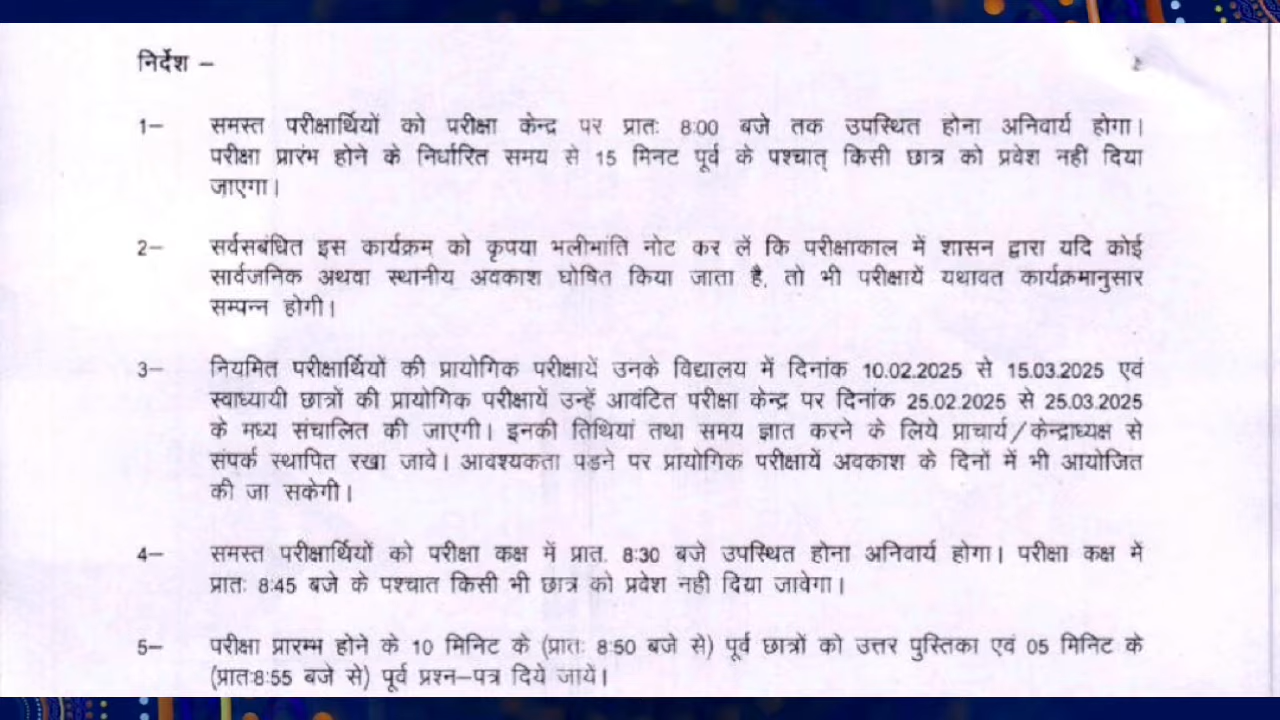 निर्देश –
1– समस्त परीक्षार्थियों को परीक्षा केन्द्र पर प्रातः 8:00 बजे तक उपस्थित होना अनिवार्य होगा।
परीक्षा प्रारंभ होने के निर्धारित समय से 15 मिनट पूर्व के पश्चात् किसी छात्र को प्रवेश नही दिया
जाएगा।
2– सर्वसबंधित इस कार्यक्रम को कृपया भलीभांति नोट कर लें कि परीक्षाकाल में शासन द्वारा यदि कोई
सार्वजनिक अथवा स्थानीय अवकाश घोषित किया जाता है, तो भी परीक्षायें यथावत कार्यक्रमानुसार
सम्पन्न होगी।
3– नियमित परीक्षार्थियों की प्रायोगिक परीक्षायें उनके विद्यालय में दिनांक 10.02.2025 से 15.03.2025 एवं
स्वाध्यायी छात्रों की प्रायोगिक परीक्षायें उन्हें आवंटित परीक्षा केन्द्र पर दिनांक 25.02.2025 से 25.03.2025
के मध्य संचालित की जाएगी। इनकी तिथियां तथा समय ज्ञात करने के लिये प्राचार्य/केन्द्राध्यक्ष से
संपर्क स्थापित रखा जावे। आवश्यकता पडने पर प्रायोगिक परीक्षायें अवकाश के दिनों में भी आयोजित
की जा सकेगी।
4– समस्त परीक्षार्थियों को परीक्षा कक्ष में प्रात. 8:30 बजे उपस्थित होना अनिवार्य होगा। परीक्षा कक्ष में
प्रातः 8:45 बजे के पश्चात किसी भी छात्र को प्रवेश नही दिया जावेगा।
5– परीक्षा प्रारम्भ होने के 10 मिनिट के (प्रातः 8:50 बजे से) पूर्व छात्रों को उत्तर पुस्तिका एवं 05 मिनिट के
(प्रातः8:55 बजे से) पूर्व प्रश्न–पत्र दिये जाये।